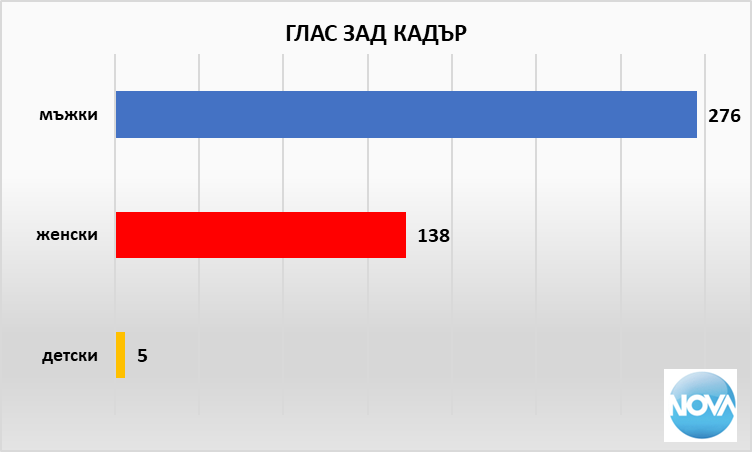 ГЛАС ЗАД КАДЪР
мъжки
276
женски
138
детски
5
NOVA